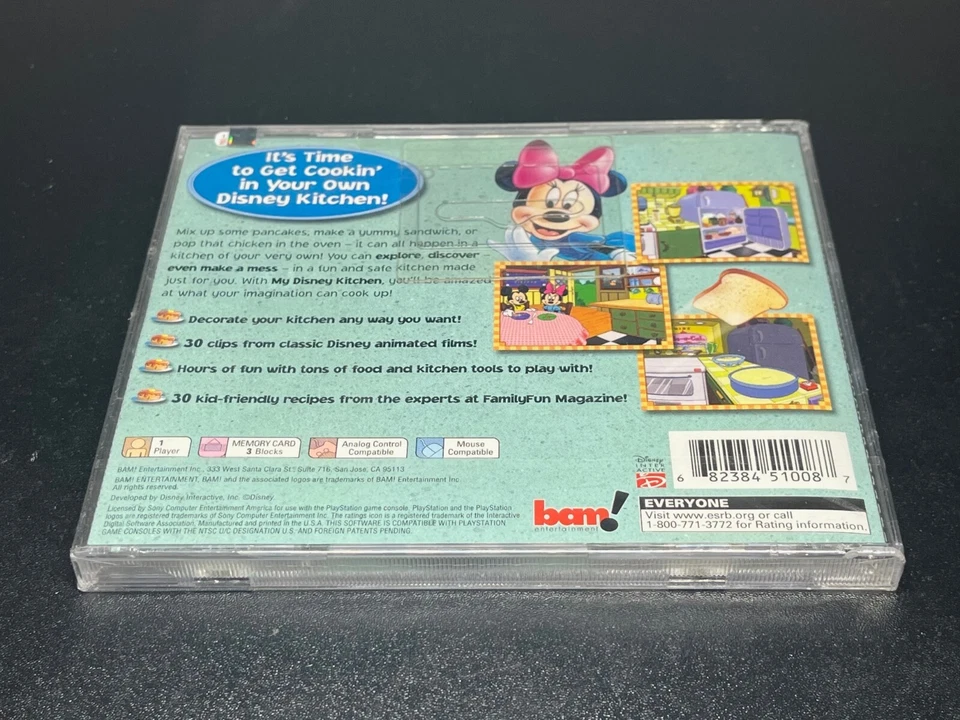 It's Time
to Get Cookin'
in Your Own
Disney Kitchen!
Mix up some pancakes, make a yummy sandwich, or
pop that chicken in the oven – it can all happen in a
kitchen of your very own! You can explore, discover
even make a mess – in a fun and safe kitchen made
just for you. With My Disney Kitchen, you'll be amazed
at what your imagination can cook up!
Decorate your kitchen any way you want!
30 clips from classic Disney animated films!
Hours of fun with tons of food and kitchen tools to play with!
30 kid-friendly recipes from the experts at FamilyFun Magazine!
1
Player
MEMORY CARD
3 Blocks
Analog Control
Compatible
Mouse
Compatible
BAM! Entertainment Inc., 333 West Santa Clara St., Suite 716, San Jose, CA 95113
BAM! ENTERTAINMENT, BAM! and the associated logos are trademarks of BAM! Entertainment Inc.
All rights reserved.
Developed by Disney Interactive, Inc. ©Disney.
Licensed by Sony Computer Entertainment America for use with the PlayStation game console. PlayStation and the PlayStation
logos are registered trademarks of Sony Computer Entertainment Inc. The ratings icon is a registered trademark of the Interactive
Digital Software Association. Manufactured and printed in the U.S.A. THIS SOFTWARE IS COMPATIBLE WITH PLAYSTATION
GAME CONSOLES WITH THE NTSC U/C DESIGNATION U.S. AND FOREIGN PATENTS PENDING.
bam!
entertainment
Disney
INTER
ACTIVE
6 82384 51008 7
EVERYONE
Visit www.esrb.org or call
1-800-771-3772 for Rating information.